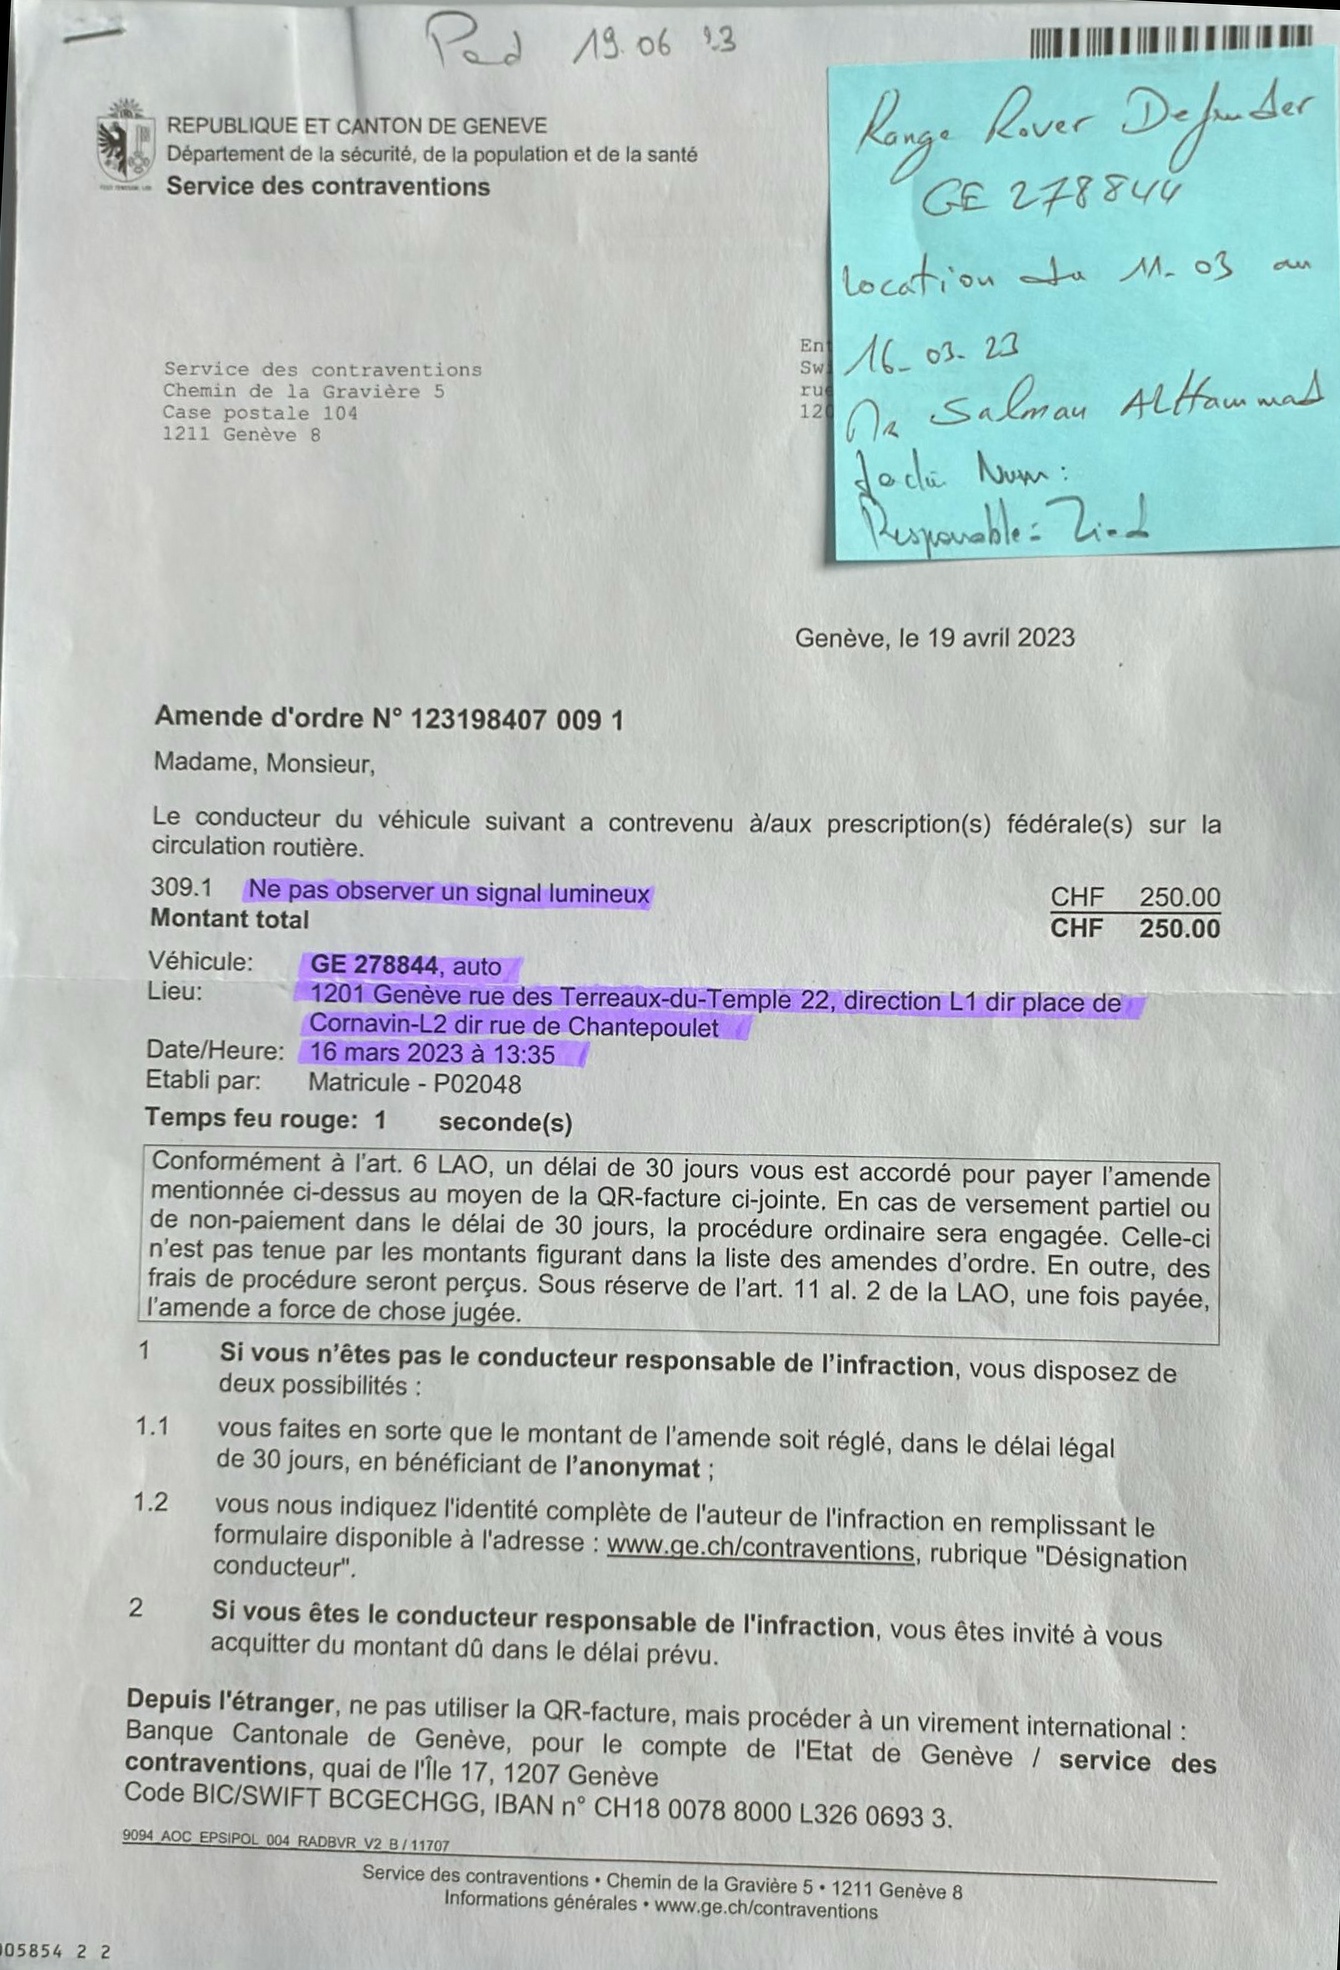 19.06
REPUBLIQUE ET CANTON DE GENEVE
Département de la sécurité, de la population et de la santé
Service des contraventions
Range Rover Defender
GE 278844
Location du 11-03 au
16-03-23
Salman AlHammad
Num:
Responsable:
Service des contraventions
Chemin de la Gravière 5
Case postale 104
1211 Genève 8
Genève, le 19 avril 2023
Amende d'ordre N° 123198407 009 1
Madame, Monsieur,
Le conducteur du véhicule suivant a contrevenu à/aux prescription(s) fédérale(s) sur la
circulation routière.
309.1 Ne pas observer un signal lumineux CHF 250.00
Montant total CHF 250.00
Véhicule: GE 278844, auto
Lieu: 1201 Genève rue des Terreaux-du-Temple 22, direction L1 dir place de
Cornavin-L2 dir rue de Chantepoulet
Date/Heure: 16 mars 2023 à 13:35
Etabli par: Matricule - P02048
Temps feu rouge: 1 seconde(s)
Conformément à l'art. 6 LAO, un délai de 30 jours vous est accordé pour payer l'amende
mentionnée ci-dessus au moyen de la QR-facture ci-jointe. En cas de versement partiel ou
de non-paiement dans le délai de 30 jours, la procédure ordinaire sera engagée. Celle-ci
n'est pas tenue par les montants figurant dans la liste des amendes d'ordre. En outre, des
frais de procédure seront perçus. Sous réserve de l'art. 11 al. 2 de la LAO, une fois payée,
l'amende a force de chose jugée.
1 Si vous n'êtes pas le conducteur responsable de l'infraction, vous disposez de
deux possibilités :
1.1 vous faites en sorte que le montant de l'amende soit réglé, dans le délai légal
de 30 jours, en bénéficiant de l'anonymat ;
1.2 vous nous indiquez l'identité complète de l'auteur de l'infraction en remplissant le
formulaire disponible à l'adresse : www.ge.ch/contraventions, rubrique "Désignation
conducteur".
2 Si vous êtes le conducteur responsable de l'infraction, vous êtes invité à vous
acquitter du montant dû dans le délai prévu.
Depuis l'étranger, ne pas utiliser la QR-facture, mais procéder à un virement international :
Banque Cantonale de Genève, pour le compte de l'Etat de Genève / service des
contraventions, quai de l'Île 17, 1207 Genève
Code BIC/SWIFT BCGECHGG, IBAN n° CH18 0078 8000 L326 0693 3.
9094_AOC_EPSIPOL_004_RADBVR_V2_B / 11707
Service des contraventions • Chemin de la Gravière 5 • 1211 Genève 8
Informations générales • www.ge.ch/contraventions
05854 2 2